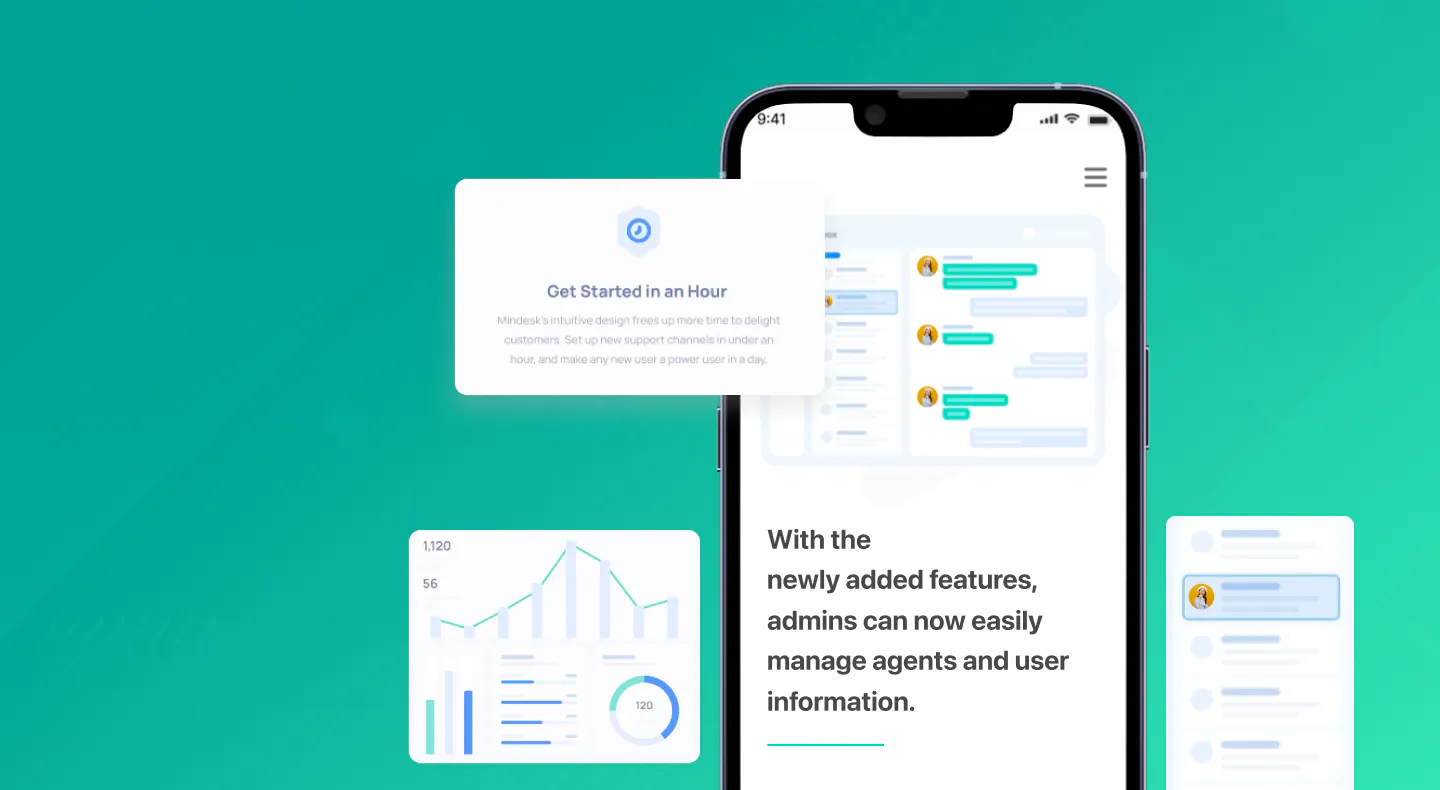 9:41
Get Started in an Hour
Mindesk's intuitive design frees up more time to delight
customers. Set up new support channels in under an
hour, and make any new user a power user in a day.
With the
newly added features,
admins can now easily
manage agents and user
information.
1,120
56
120